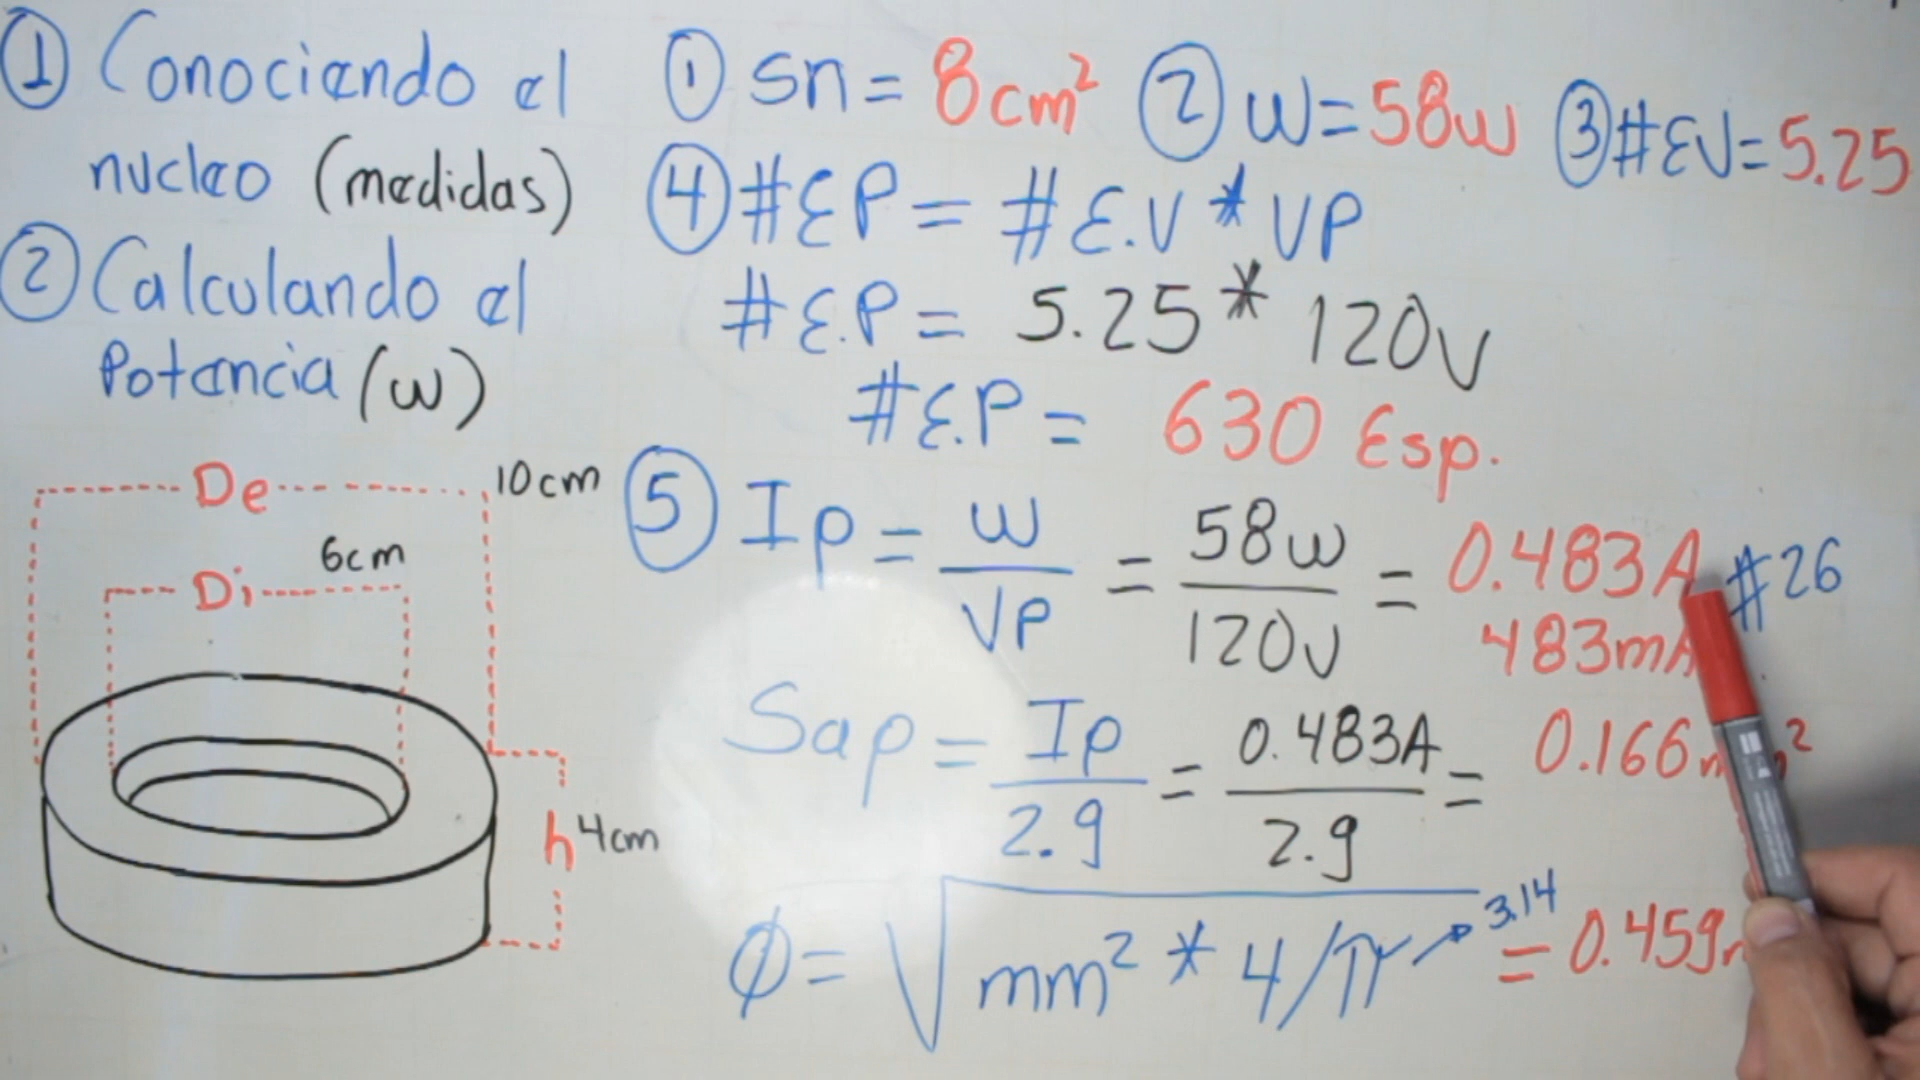 ① Conociendo el
nucleo (medidas)
② Calculando el
Potencia (w)
De
10cm
6cm
Di
h 4cm
① Sn = 8cm² ② w = 58w ③ #EV = 5.25
④ #EP = #E.V * VP
#E.P = 5.25 * 120v
#E.P = 630 Esp.
⑤ Ip = w / VP = 58w / 120v = 0.483A #26
483mA
Sap = Ip / 2.9 = 0.483A / 2.9 = 0.166mm²
Ø = √mm² * 4/π → 3.14 = 0.459